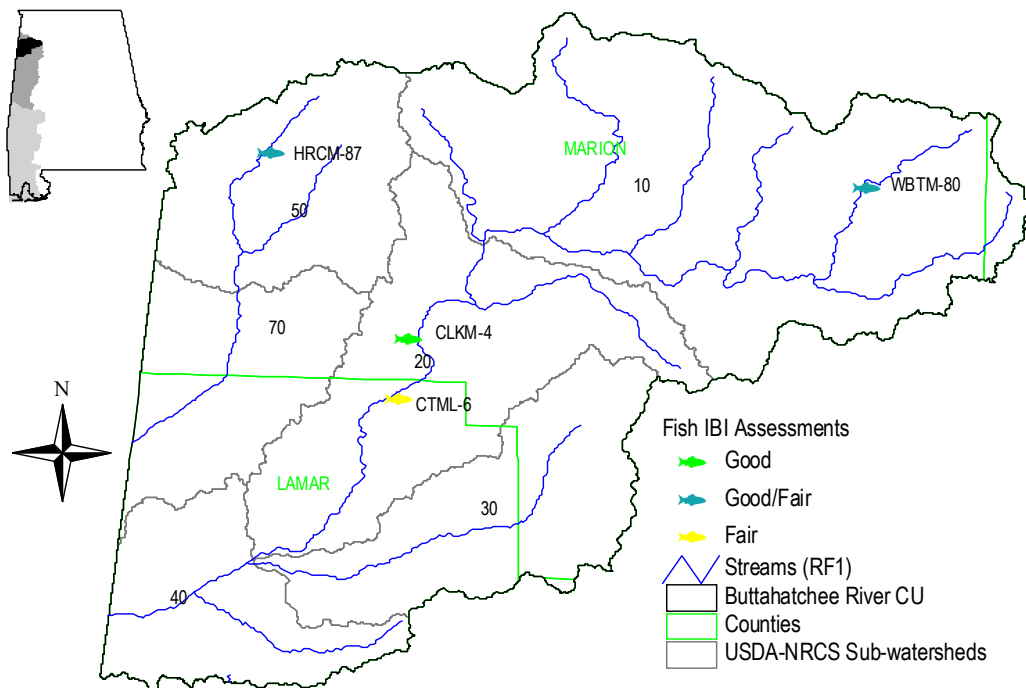 HRCM-87
MARION
10
WBTM-80
50
70
CLKM-4
20
N
CTML-6
LAMAR
30
40
Fish IBI Assessments
Good
Good/Fair
Fair
Streams (RF1)
Buttahatchee River CU
Counties
USDA-NRCS Sub-watersheds